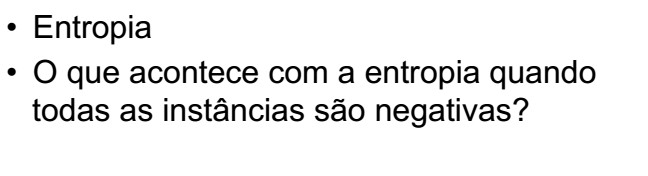 • Entropia
• O que acontece com a entropia quando
todas as instâncias são negativas?